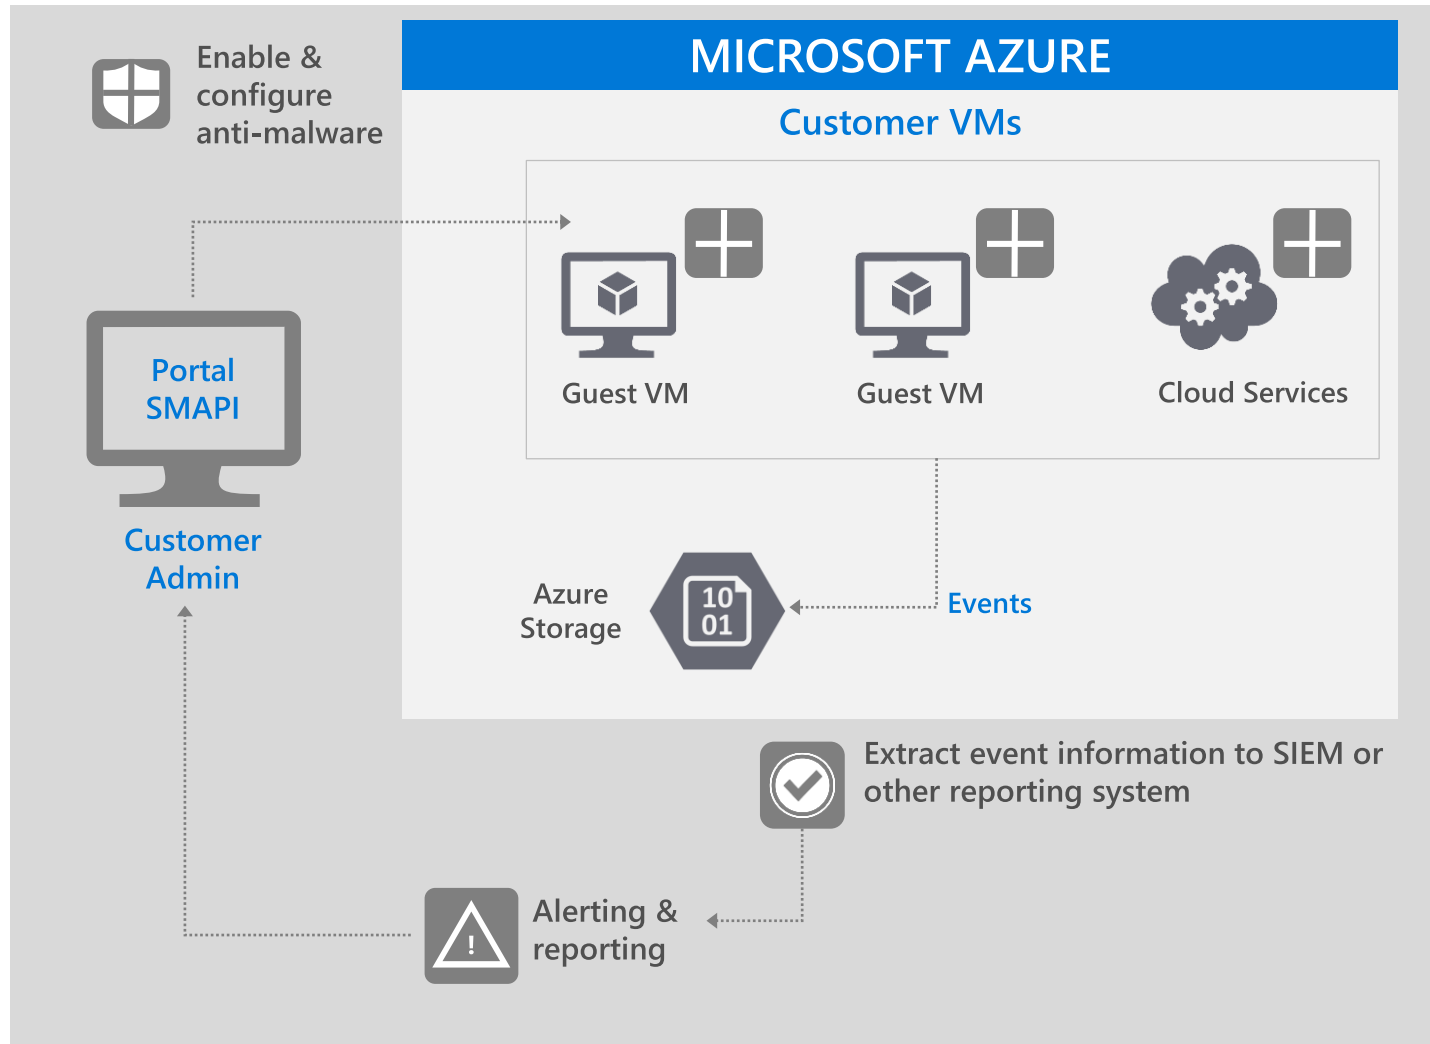 Enable &
configure
anti-malware
MICROSOFT AZURE
Customer VMs
Guest VM
Guest VM
Cloud Services
Portal
SMAPI
Customer
Admin
Azure
Storage
10
01
Events
Extract event information to SIEM or
other reporting system
!
Alerting &
reporting